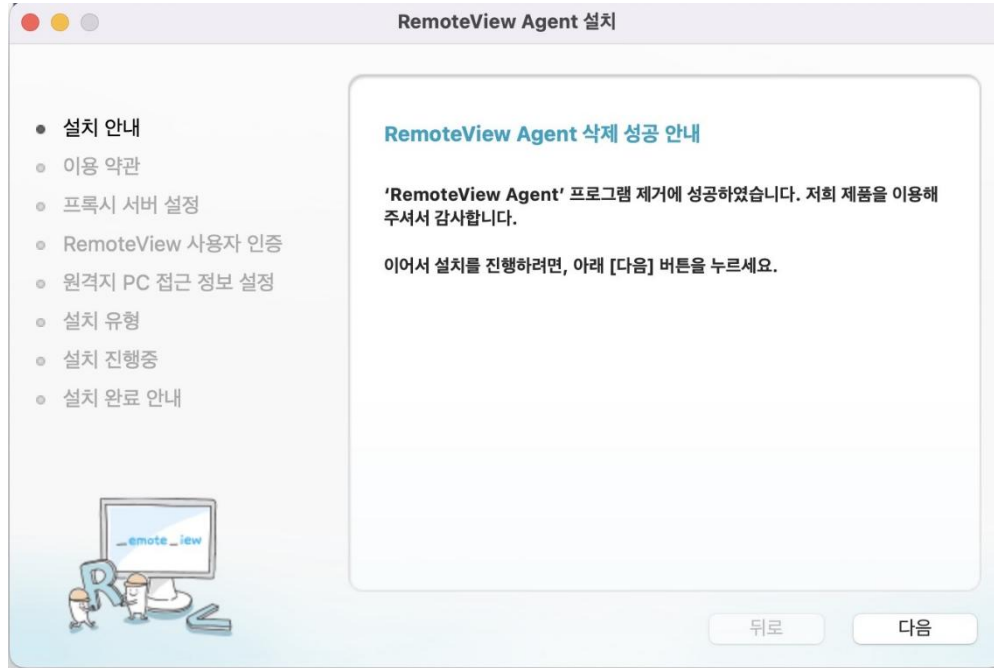 RemoteView Agent 설치
설치 안내
이용 약관
프록시 서버 설정
RemoteView 사용자 인증
원격지 PC 접근 정보 설정
설치 유형
설치 진행중
설치 완료 안내
RemoteView Agent 삭제 성공 안내
‘RemoteView Agent’ 프로그램 제거에 성공하였습니다. 저희 제품을 이용해
주셔서 감사합니다.
이어서 설치를 진행하려면, 아래 [다음] 버튼을 누르세요.
_emote_iew
R
V
뒤로
다음